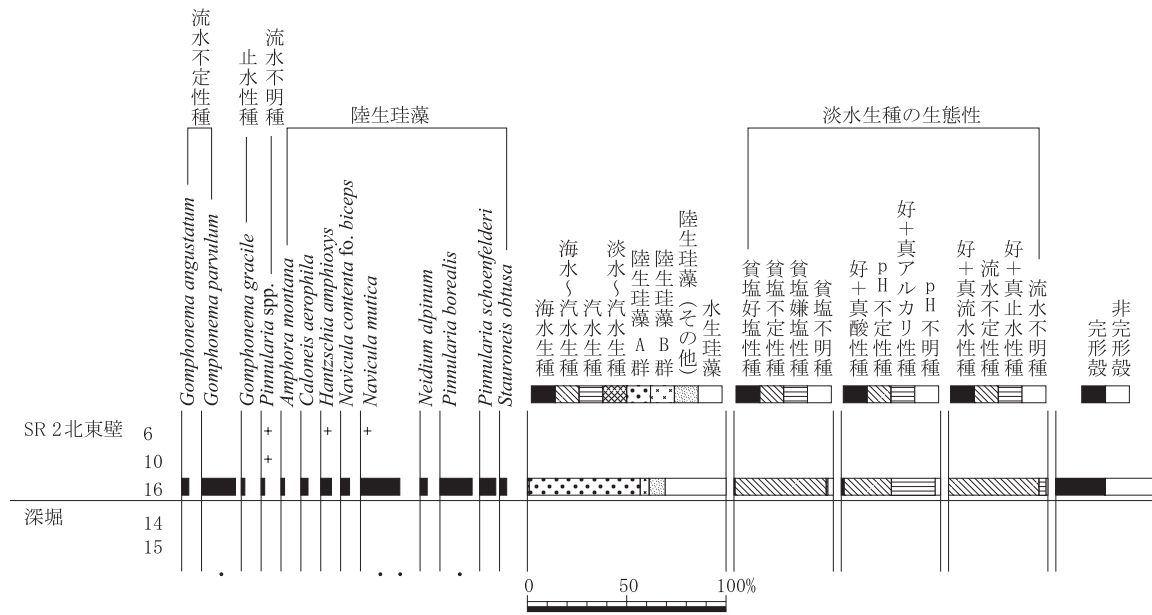 流水不定性種
止水性種
流水不明種
陸生珪藻
Gomphonema angustatum
Gomphonema parvulum
Gomphonema gracile
Pinnularia spp.
Amphora montana
Caloneis aerophila
Hantzschia amphioxys
Navicula contenta fo. biceps
Navicula mutica
Neidium alpinum
Pinnularia borealis
Pinnularia schoenfelderi
Stauroneis obtusa
海水生種
海水〜汽水生種
汽水生種
淡水〜汽水生種
陸生珪藻A群
陸生珪藻B群
陸生珪藻(その他)
水生珪藻
淡水生種の生態性
貧塩好塩性種
貧塩不定性種
貧塩嫌塩性種
貧塩不明種
好+真酸性種
pH不定性種
好+真アルカリ性種
pH不明種
好+真流水性種
流水不定性種
好+真止水性種
流水不明種
完形殻
非完形殻
SR 2北東壁 6 + + +
10 +
16
深堀 14
15
0 50 100%